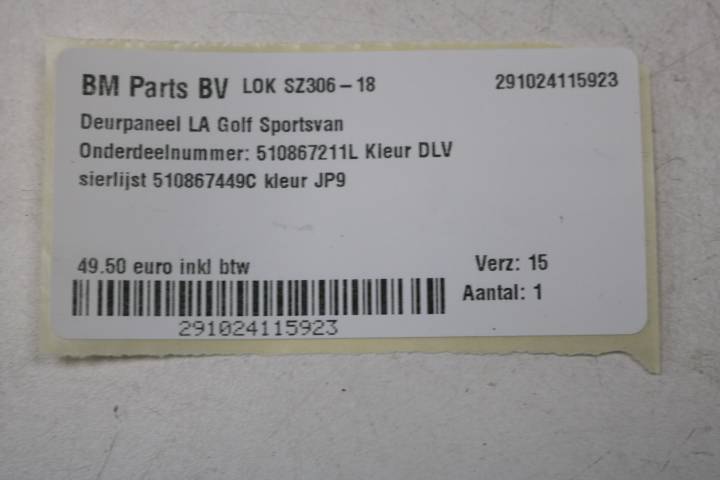 BM Parts BV LOK SZ306-18 291024115923
Deurpaneel LA Golf Sportsvan
Onderdeelnummer: 510867211L Kleur DLV
sierlijst 510867449C kleur JP9
49.50 euro inkl btw Verz: 15
Aantal: 1
291024115923